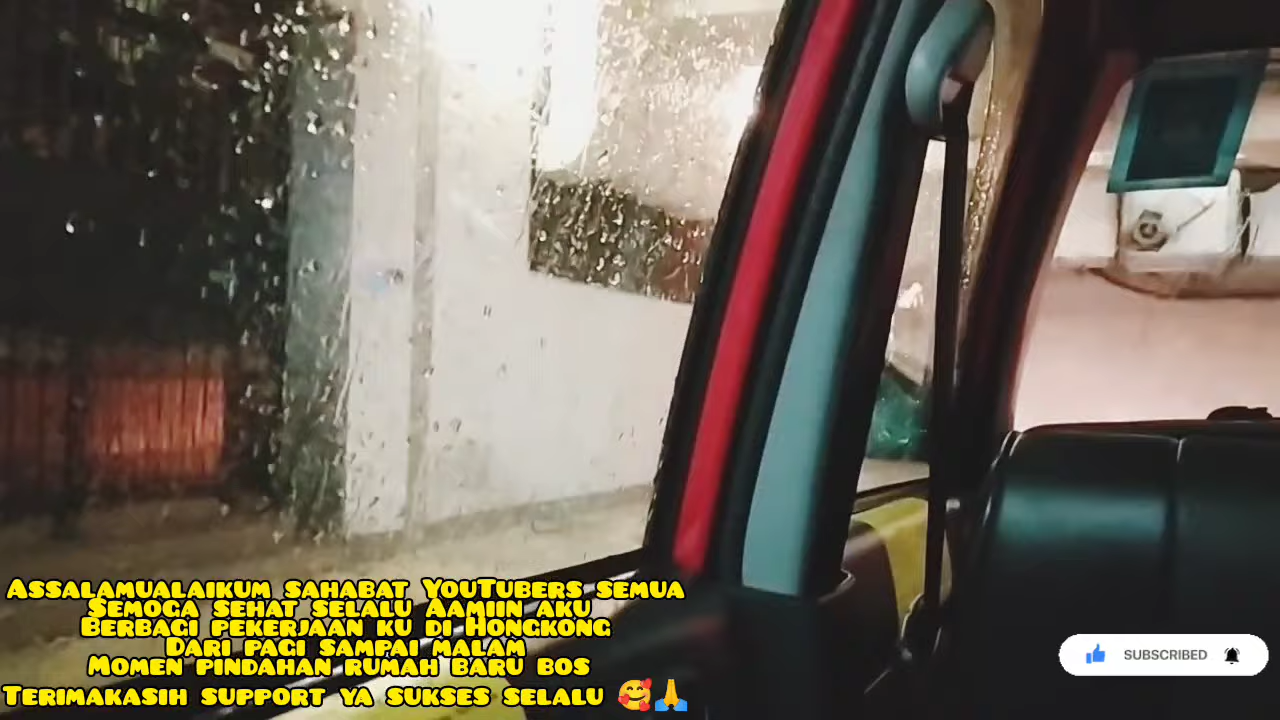 Assalamualaikum sahabat YouTubers semua
Semoga sehat selalu Aamiin aku
Berbagi pekerjaan ku di Hongkong
Dari pagi sampai malam
Momen pindahan rumah baru bos
Terimakasih support ya sukses selalu 🥰🙏
SUBSCRIBED